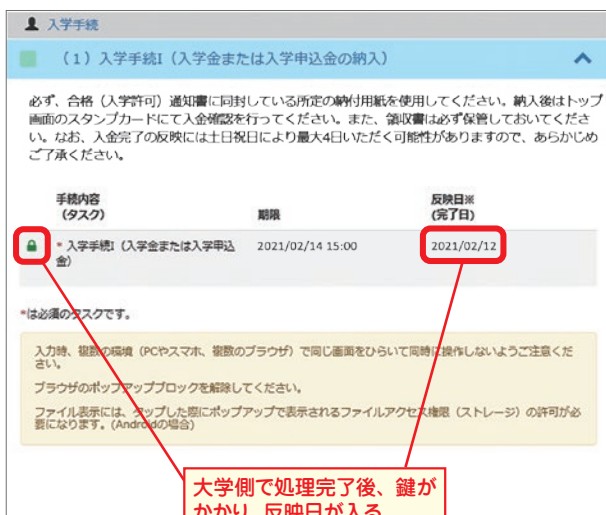 入学手続
(1) 入学手続I(入学金または入学申込金の納入)
必ず、合格(入学許可)通知書に同封している所定の納付用紙を使用してください。納入後はトップ
画面のスタンプカードにて入金確認を行ってください。また、領収書は必ず保管しておいてくださ
い。なお、入金完了の反映には土日祝日により最大4日いただく可能性がありますので、あらかじめ
ご了承ください。
手続内容
(タスク)
期限
反映日※
(完了日)
* 入学手続I(入学金または入学申込
金)
2021/02/14 15:00
2021/02/12
*は必須のタスクです。
入力時、複数の環境(PCやスマホ、複数のブラウザ)で同じ画面をひらいて同時に操作しないようご注意くだ
さい。
ブラウザのポップアップブロックを解除してください。
ファイル表示には、タップした際にポップアップで表示されるファイルアクセス権限(ストレージ)の許可が必
要になります。(Androidの場合)
大学側で処理完了後、鍵が
かかり、反映日が入る